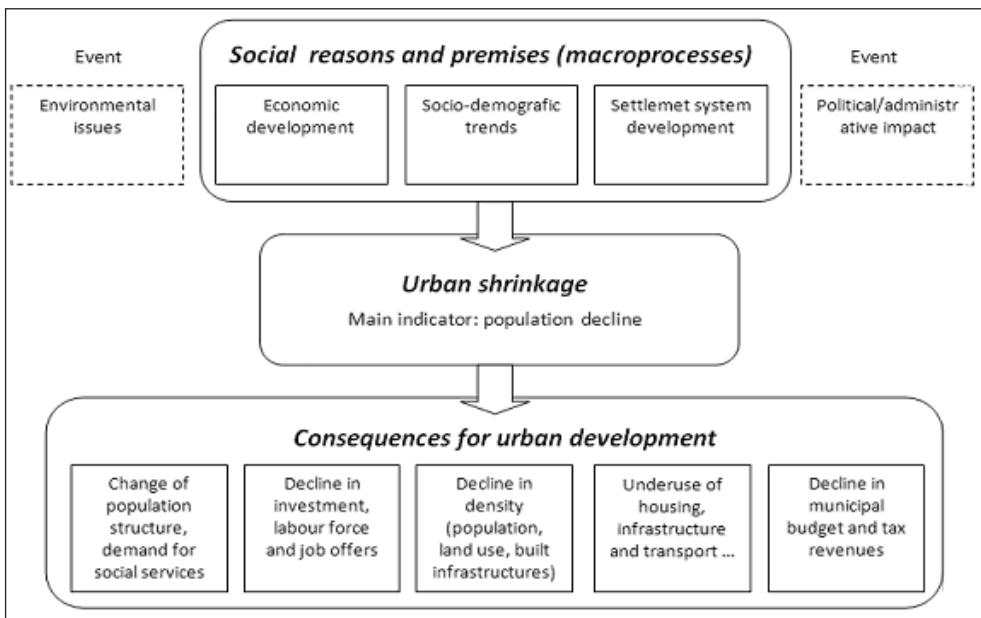 Social reasons and premises (macroprocesses)
Event
Environmental
issues
Economic
development
Socio-demografic
trends
Settlemet system
development
Event
Political/administr
ative impact
Urban shrinkage
Main indicator: population decline
Consequences for urban development
Change of
population
structure,
demand for
social services
Decline in
investment,
labour force
and job offers
Decline in
density
(population,
land use, built
infrastructures)
Underuse of
housing,
infrastructure
and transport ...
Decline in
municipal
budget and tax
revenues